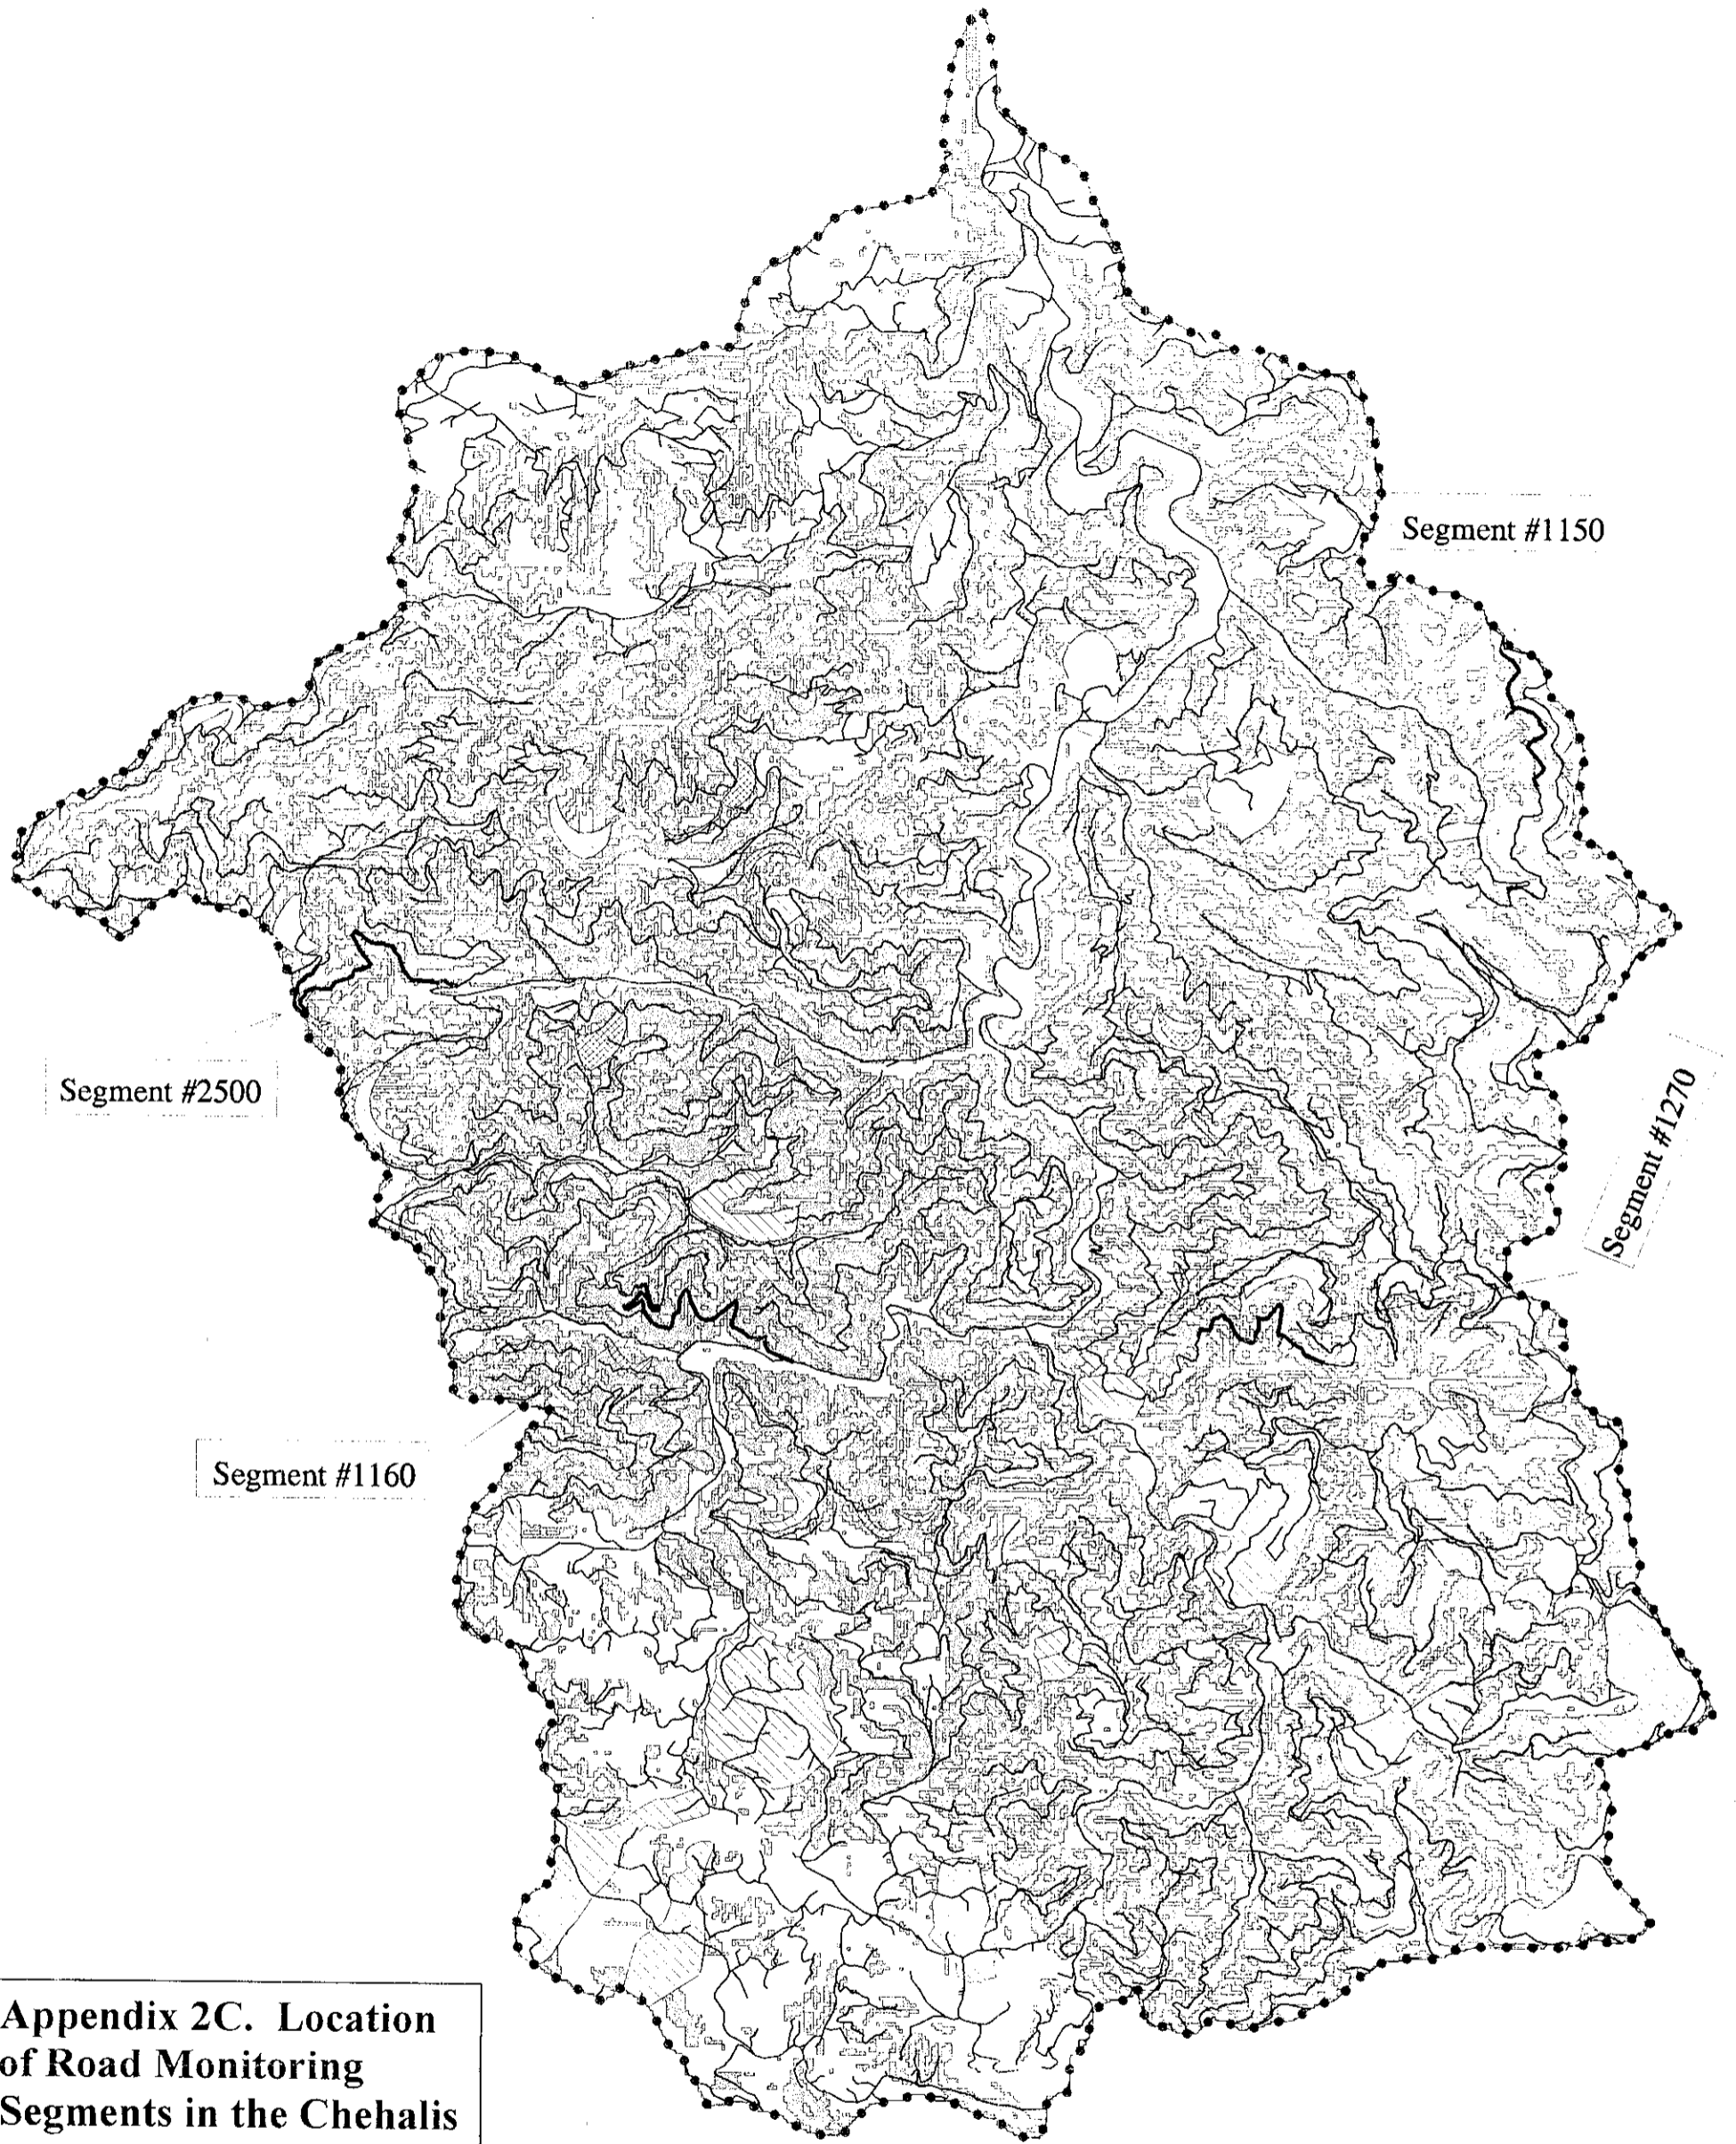 Segment #1150
Segment #2500
Segment #1270
Segment #1160
Appendix 2C.  Location
of Road Monitoring
Segments in the Chehalis